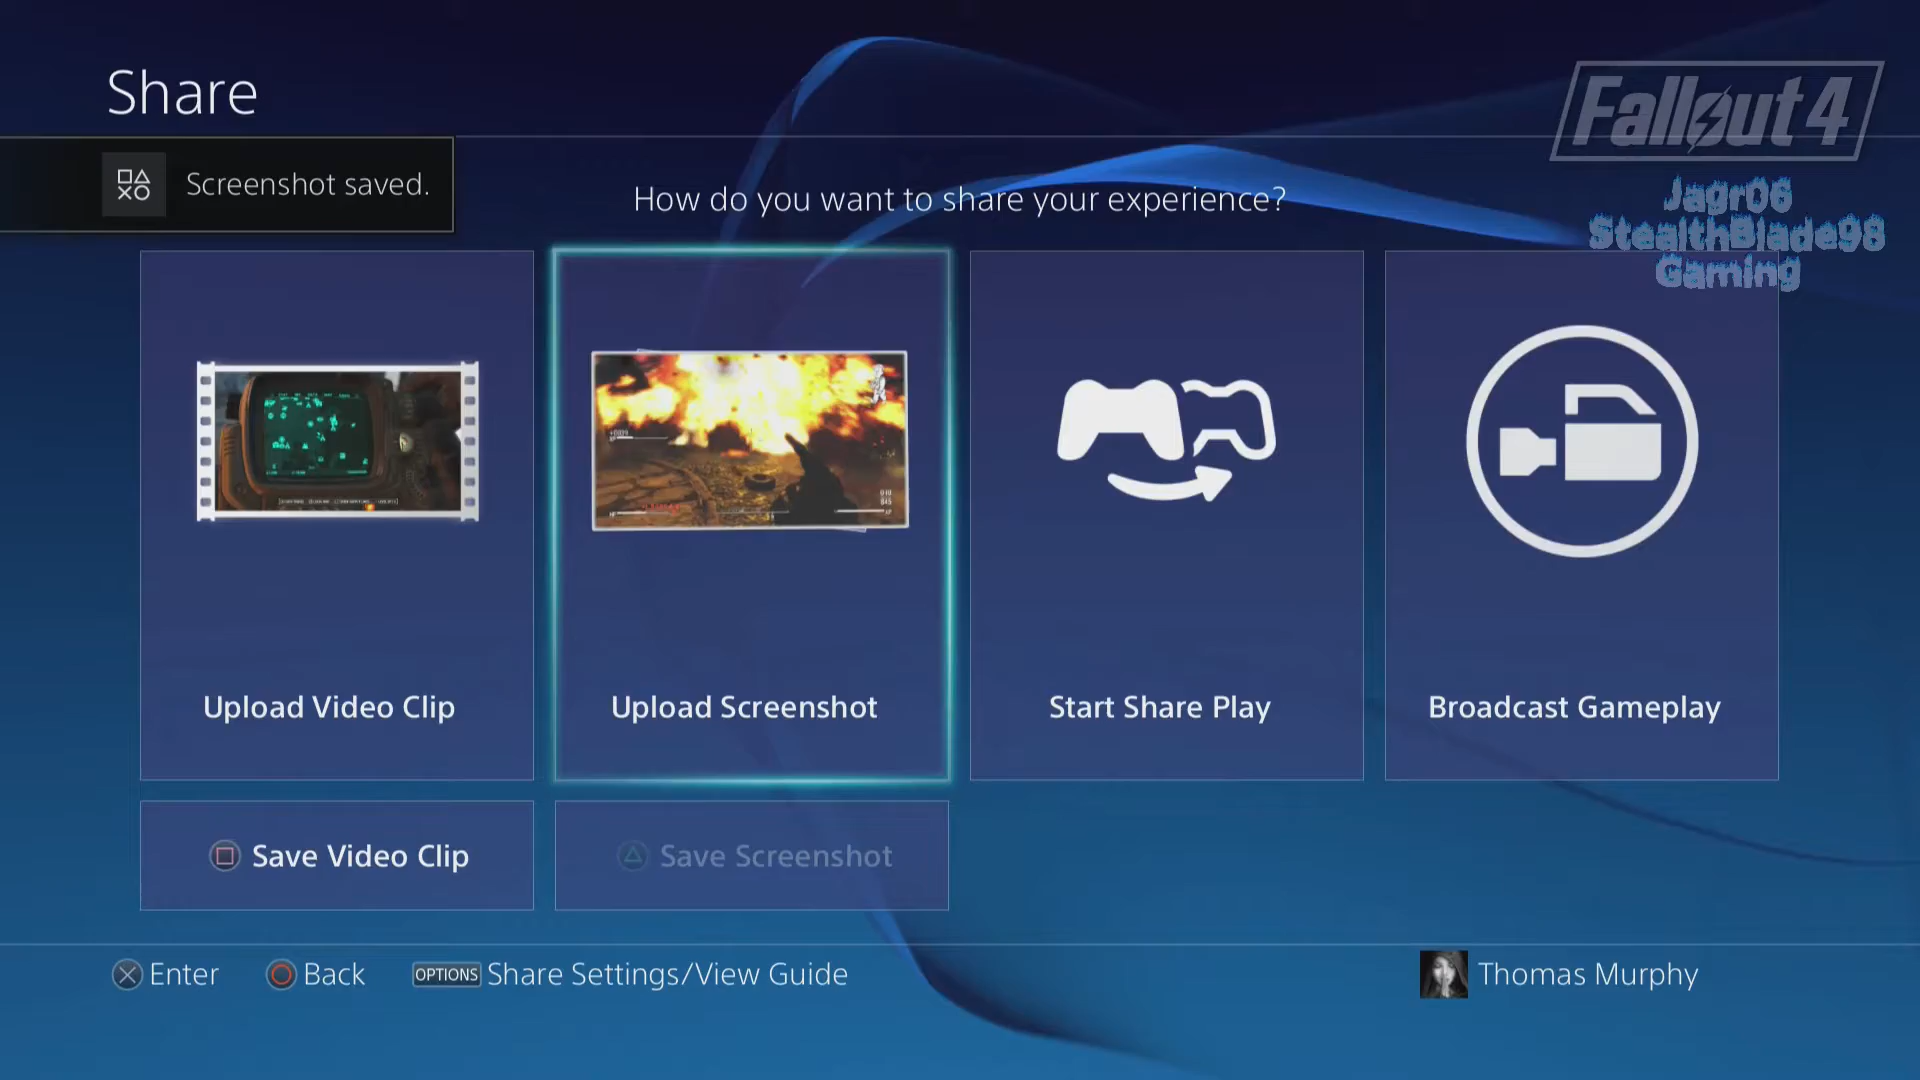 Share
Fallout 4
Screenshot saved.
How do you want to share your experience?
Jagr06
StealthBlade98
Gaming
Upload Video Clip
Upload Screenshot
Start Share Play
Broadcast Gameplay
Save Video Clip
Save Screenshot
Enter
Back
OPTIONS Share Settings/View Guide
Thomas Murphy